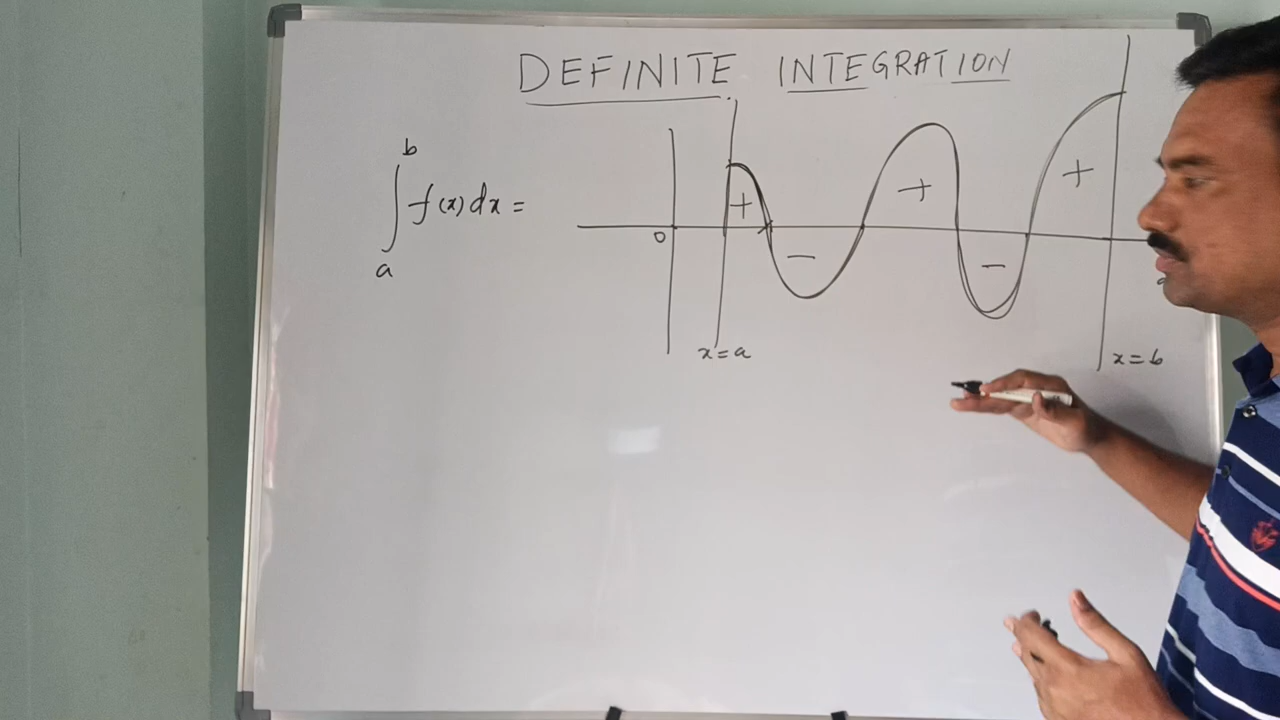 DEFINITE INTEGRATION
b
∫ f(x) dx =
a
+ − + − +
0
x = a
x = b